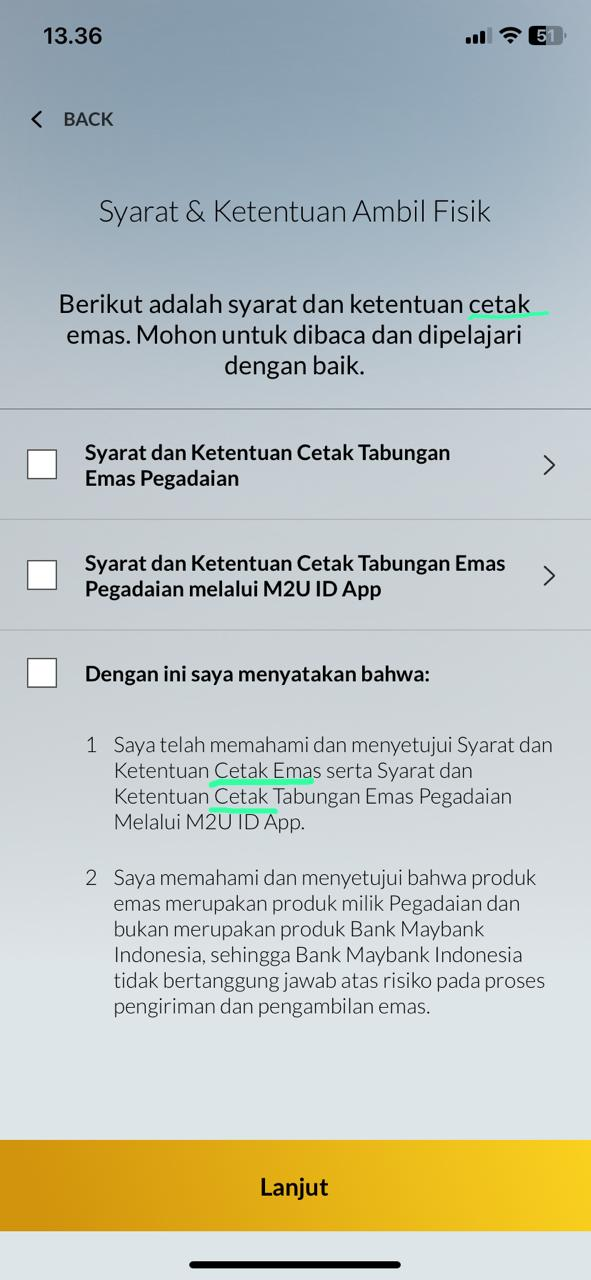 13.36
51
BACK
Syarat & Ketentuan Ambil Fisik
Berikut adalah syarat dan ketentuan cetak
emas. Mohon untuk dibaca dan dipelajari
dengan baik.
Syarat dan Ketentuan Cetak Tabungan
Emas Pegadaian
Syarat dan Ketentuan Cetak Tabungan Emas
Pegadaian melalui M2U ID App
Dengan ini saya menyatakan bahwa:
1 Saya telah memahami dan menyetujui Syarat dan
Ketentuan Cetak Emas serta Syarat dan
Ketentuan Cetak Tabungan Emas Pegadaian
Melalui M2U ID App.
2 Saya memahami dan menyetujui bahwa produk
emas merupakan produk milik Pegadaian dan
bukan merupakan produk Bank Maybank
Indonesia, sehingga Bank Maybank Indonesia
tidak bertanggung jawab atas risiko pada proses
pengiriman dan pengambilan emas.
Lanjut